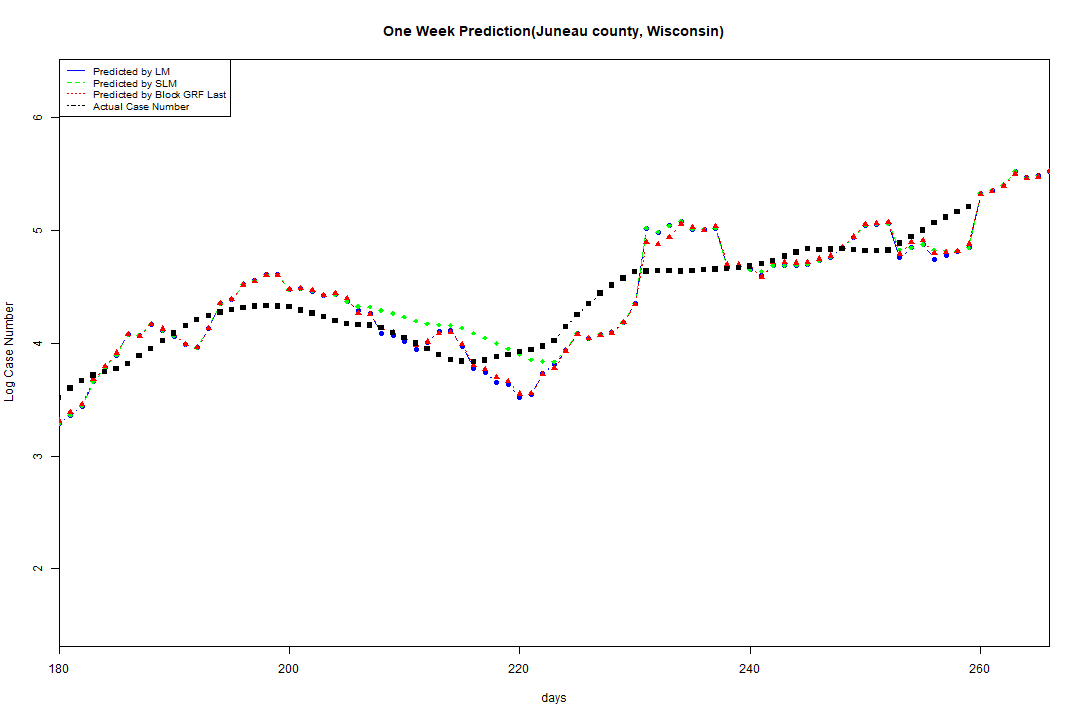 One Week Prediction(Juneau county, Wisconsin)
Predicted by LM
Predicted by SLM
Predicted by Block GRF Last
Actual Case Number
6
5
4
3
2
Log Case Number
180 200 220 240 260
days